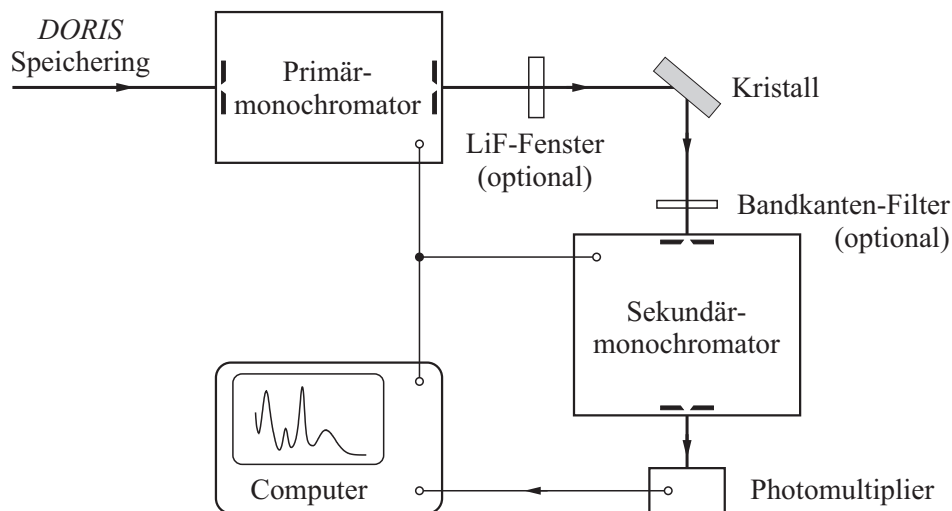 DORIS
Speichering
Primär-
monochromator
LiF-Fenster
(optional)
Kristall
Bandkanten-Filter
(optional)
Sekundär-
monochromator
Computer
Photomultiplier